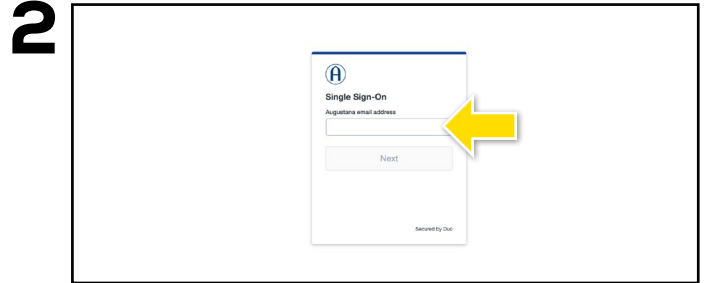 2
Single Sign-On
Augustana email address
Next
Secured by Duo